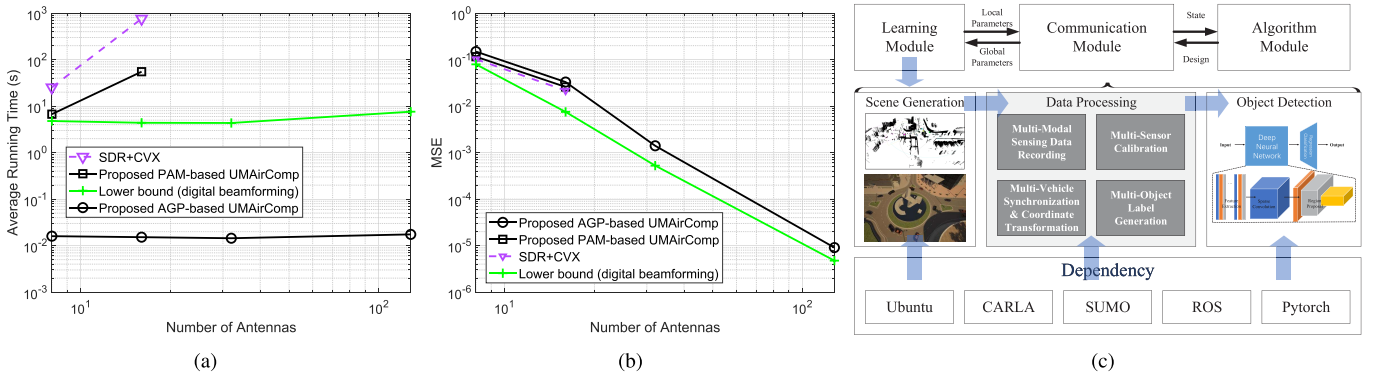 10^3
10^2
10^1
10^0
10^-1
10^-2
10^-3
Average Running Time (s)
SDR+CVX
Proposed PAM-based UMAirComp
Lower bound (digital beamforming)
Proposed AGP-based UMAirComp
10^1
10^2
Number of Antennas
(a)
10^0
10^-1
10^-2
10^-3
10^-4
10^-5
10^-6
MSE
Proposed AGP-based UMAirComp
Proposed PAM-based UMAirComp
SDR+CVX
Lower bound (digital beamforming)
10^1
10^2
Number of Antennas
(b)
Learning
Module
Local
Parameters
Global
Parameters
Communication
Module
State
Design
Algorithm
Module
Scene Generation
Data Processing
Multi-Modal
Sensing Data
Recording
Multi-Sensor
Calibration
Multi-Vehicle
Synchronization
& Coordinate
Transformation
Multi-Object
Label
Generation
Object Detection
Input
Deep
Neural
Network
Output
Dependency
Ubuntu
CARLA
SUMO
ROS
Pytorch
(c)